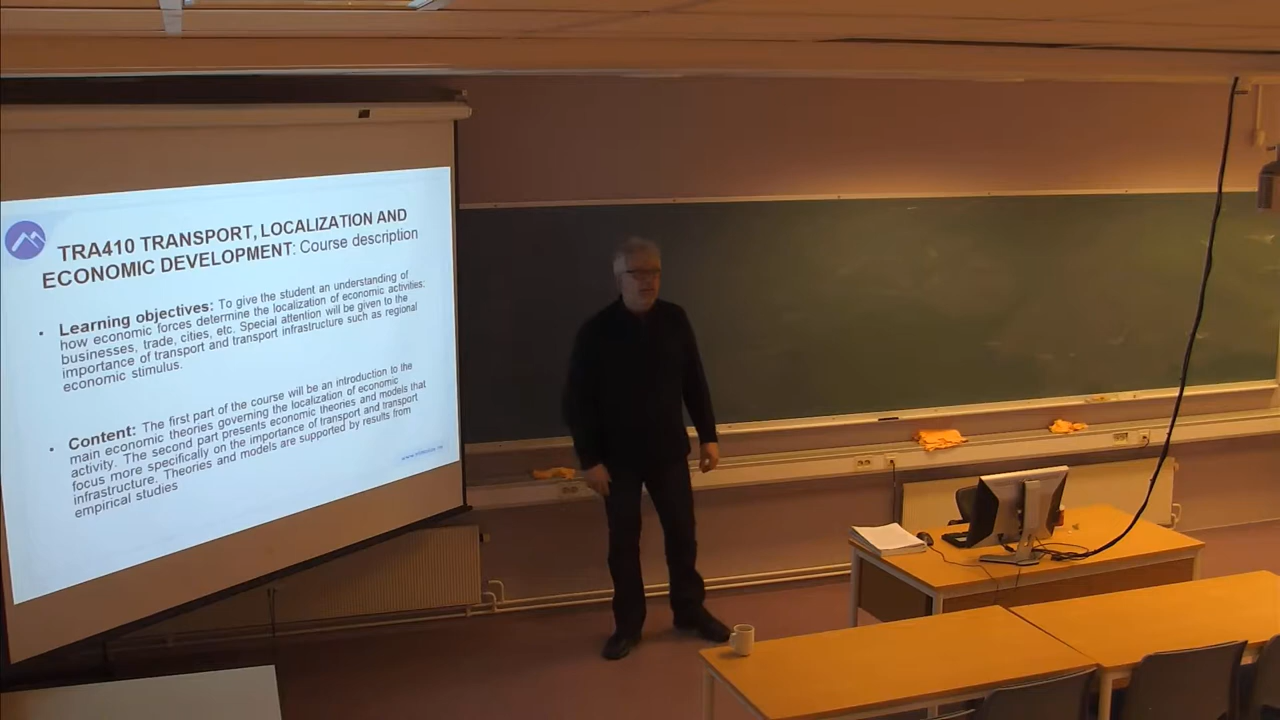 TRA410 TRANSPORT, LOCALIZATION AND
ECONOMIC DEVELOPMENT: Course description
• Learning objectives: To give the student an understanding of
how economic forces determine the localization of economic activities:
businesses, trade, cities, etc. Special attention will be given to the
importance of transport and transport infrastructure such as regional
economic stimulus.
• Content: The first part of the course will be an introduction to the
main economic theories governing the localization of economic
activity. The second part presents economic theories and models that
focus more specifically on the importance of transport and transport
infrastructure. Theories and models are supported by results from
empirical studies